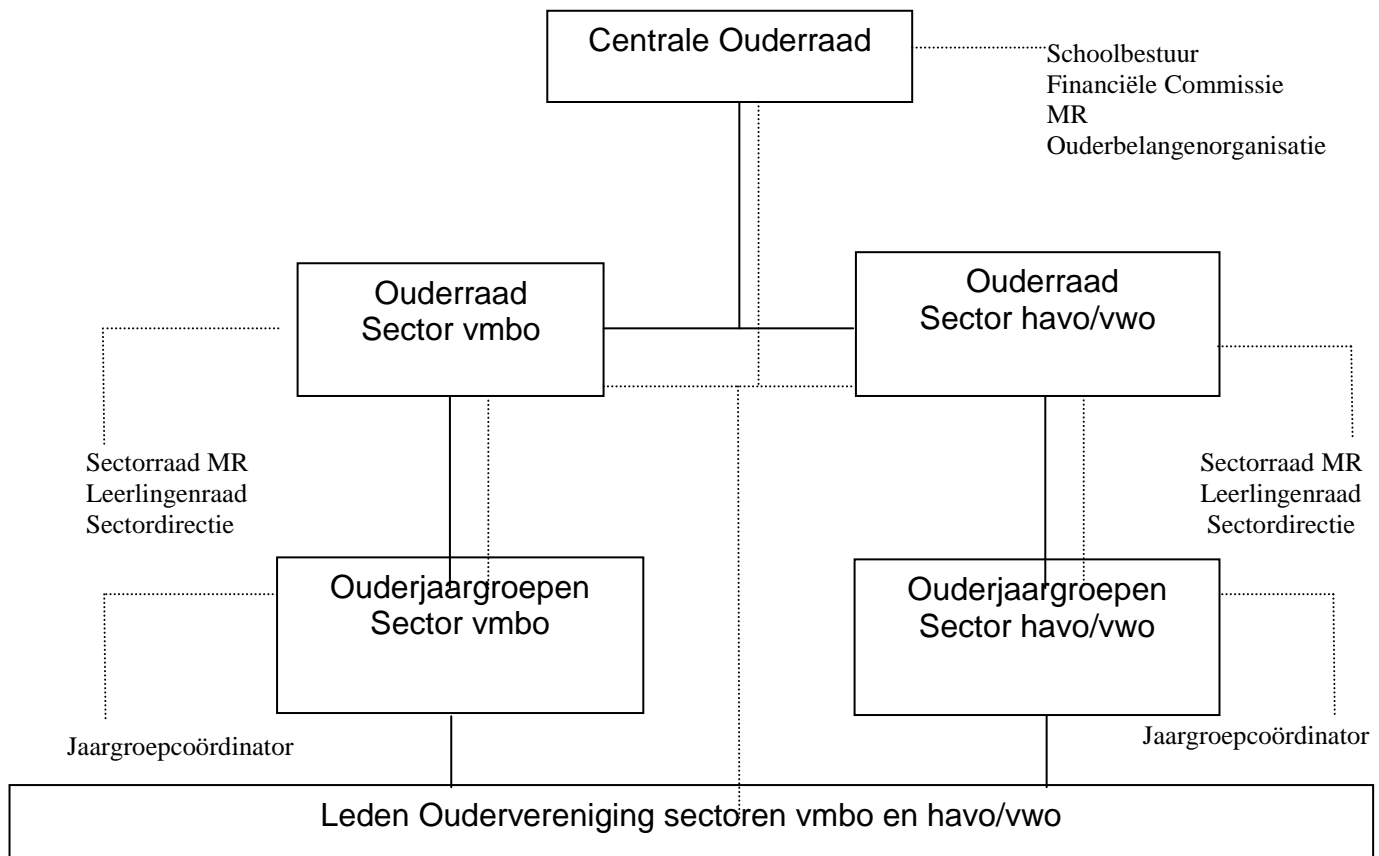 Centrale Ouderraad
Schoolbestuur
Financiële Commissie
MR
Ouderbelangenorganisatie
Ouderraad
Sector vmbo
Ouderraad
Sector havo/vwo
Sectorraad MR
Leerlingenraad
Sectordirectie
Sectorraad MR
Leerlingenraad
Sectordirectie
Ouderjaargroepen
Sector vmbo
Ouderjaargroepen
Sector havo/vwo
Jaargroepcoördinator
Jaargroepcoördinator
Leden Oudervereniging sectoren vmbo en havo/vwo